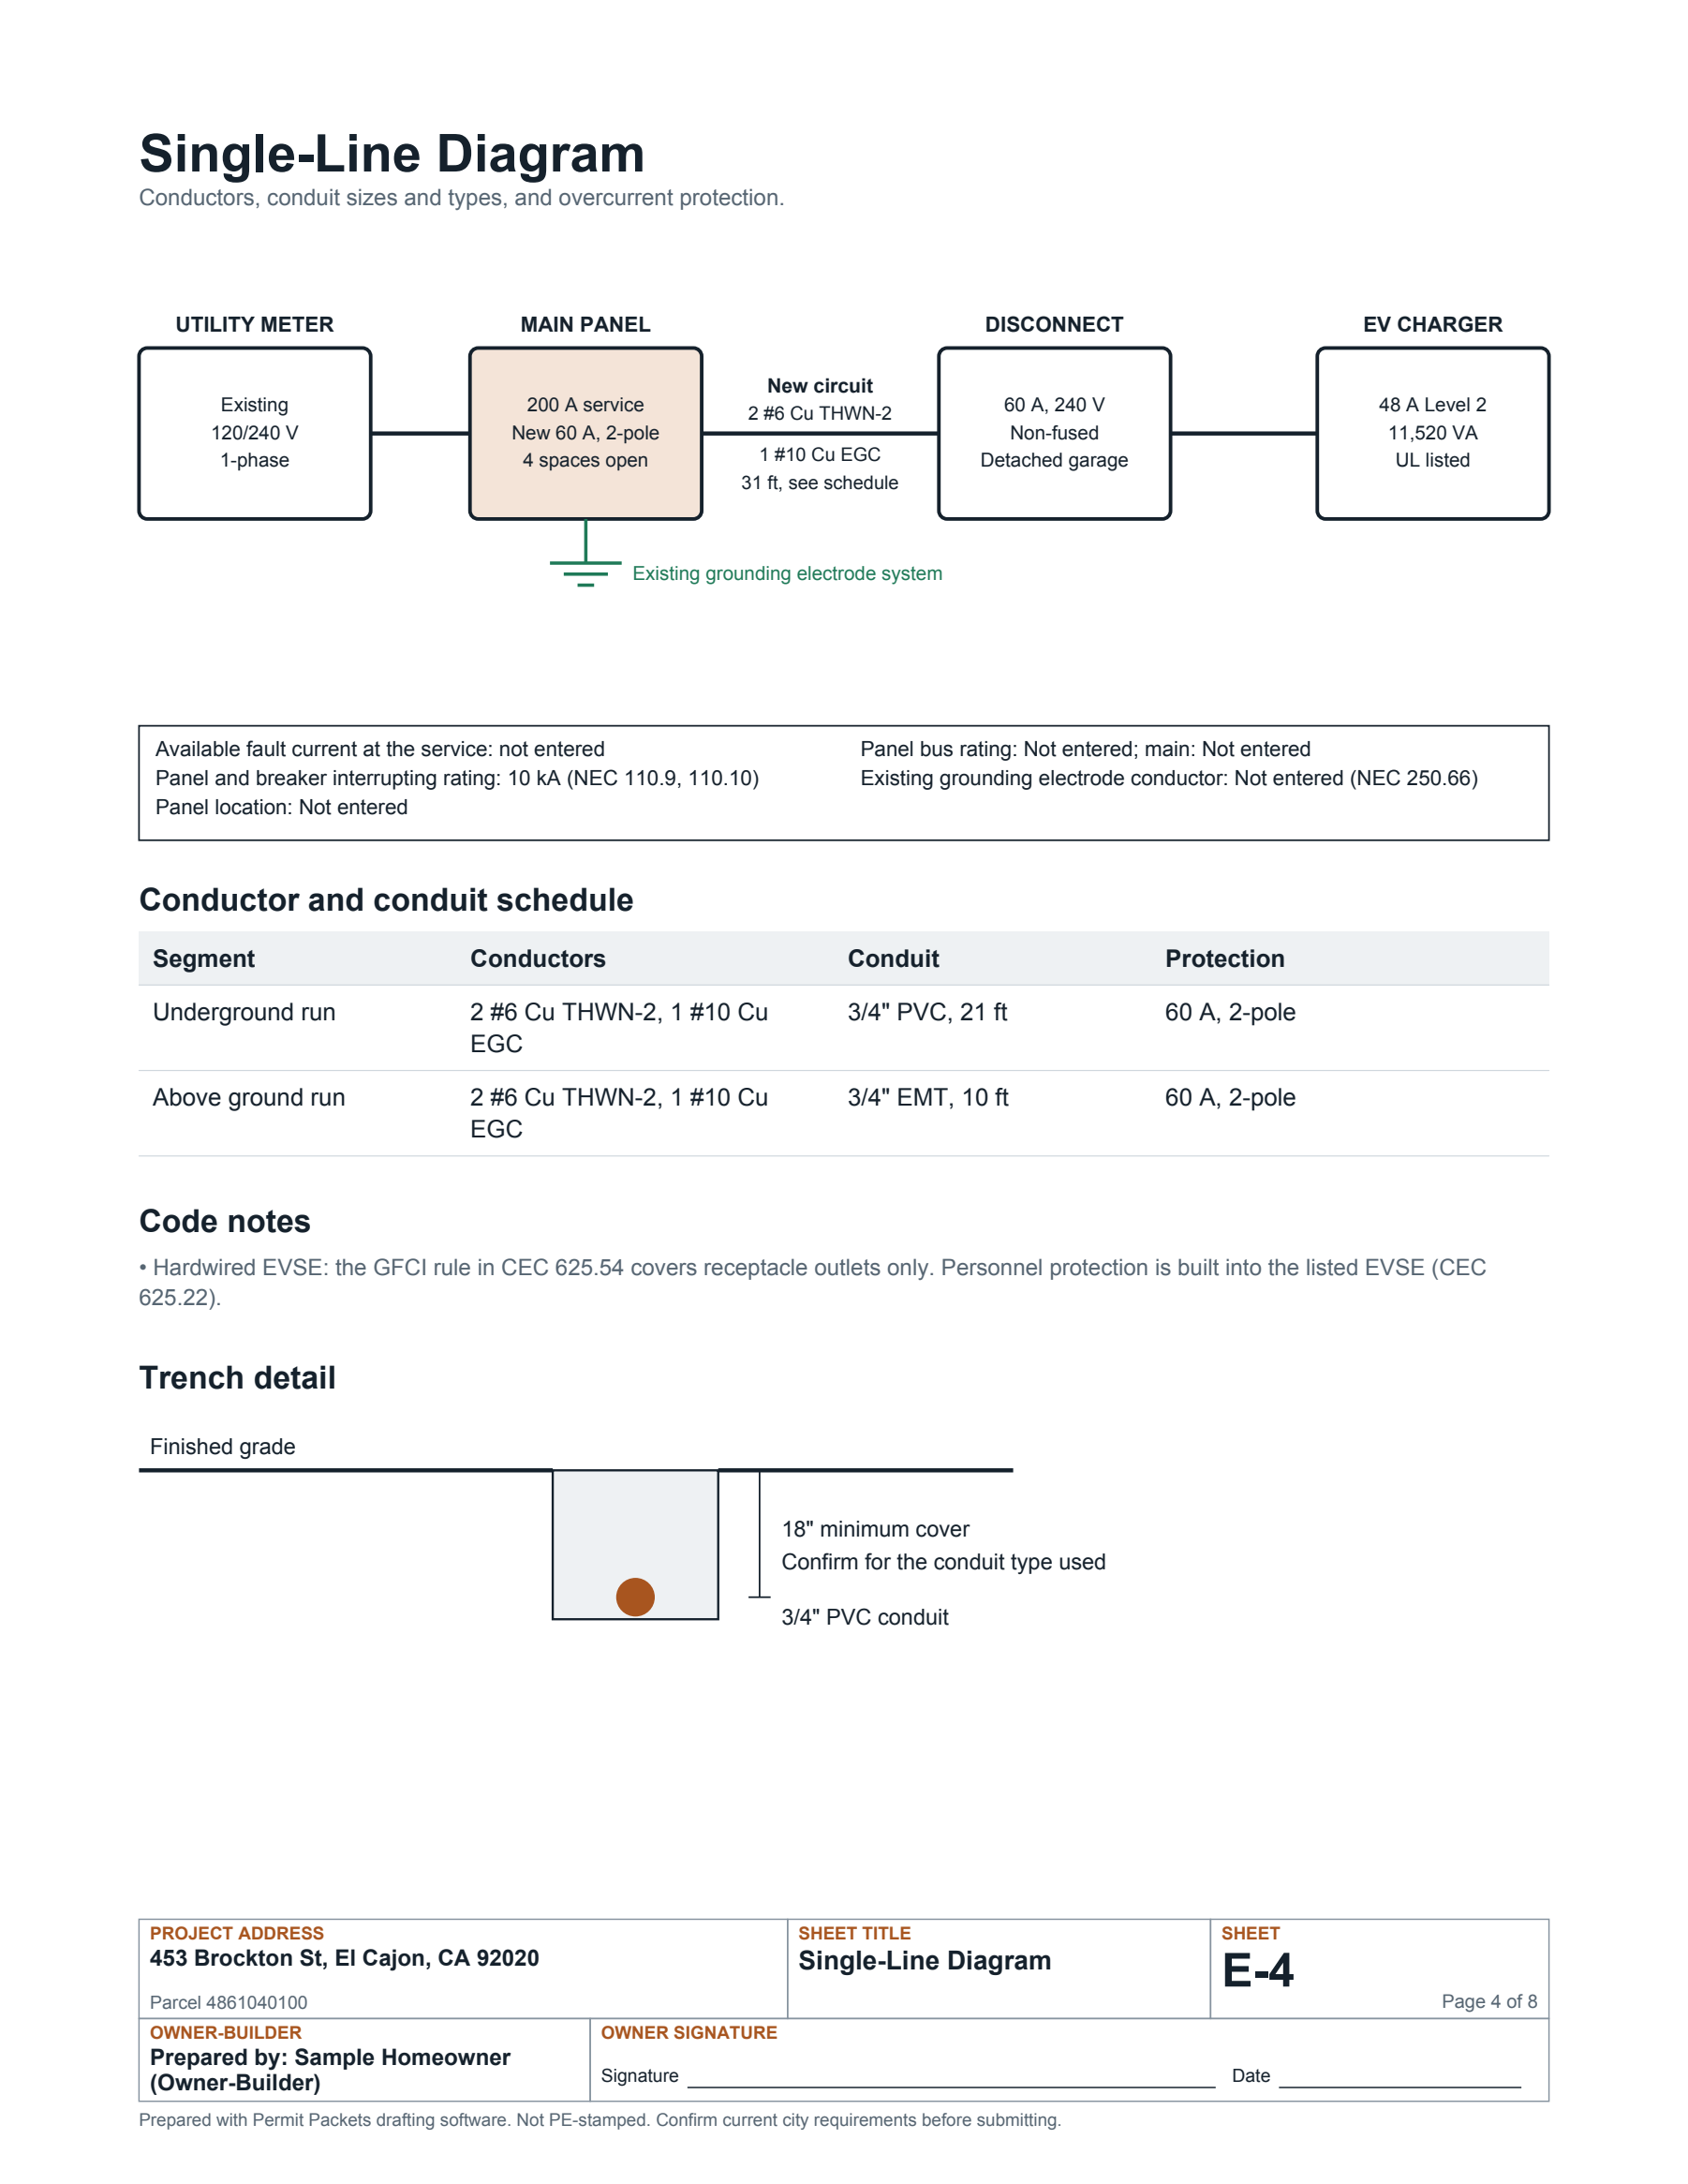 Single-Line Diagram
Conductors, conduit sizes and types, and overcurrent protection.
UTILITY METER
Existing
120/240 V
1-phase
MAIN PANEL
200 A service
New 60 A, 2-pole
4 spaces open
New circuit
2 #6 Cu THWN-2
1 #10 Cu EGC
31 ft, see schedule
DISCONNECT
60 A, 240 V
Non-fused
Detached garage
EV CHARGER
48 A Level 2
11,520 VA
UL listed
Existing grounding electrode system
Available fault current at the service: not entered
Panel and breaker interrupting rating: 10 kA (NEC 110.9, 110.10)
Panel location: Not entered
Panel bus rating: Not entered; main: Not entered
Existing grounding electrode conductor: Not entered (NEC 250.66)
Conductor and conduit schedule
Segment Conductors Conduit Protection
Underground run 2 #6 Cu THWN-2, 1 #10 Cu 3/4" PVC, 21 ft 60 A, 2-pole
EGC
Above ground run 2 #6 Cu THWN-2, 1 #10 Cu 3/4" EMT, 10 ft 60 A, 2-pole
EGC
Code notes
• Hardwired EVSE: the GFCI rule in CEC 625.54 covers receptacle outlets only. Personnel protection is built into the listed EVSE (CEC
625.22).
Trench detail
Finished grade
18" minimum cover
Confirm for the conduit type used
3/4" PVC conduit
PROJECT ADDRESS
453 Brockton St, El Cajon, CA 92020
Parcel 4861040100
SHEET TITLE
Single-Line Diagram
SHEET
E-4
Page 4 of 8
OWNER-BUILDER
Prepared by: Sample Homeowner
(Owner-Builder)
OWNER SIGNATURE
Signature Date
Prepared with Permit Packets drafting software. Not PE-stamped. Confirm current city requirements before submitting.